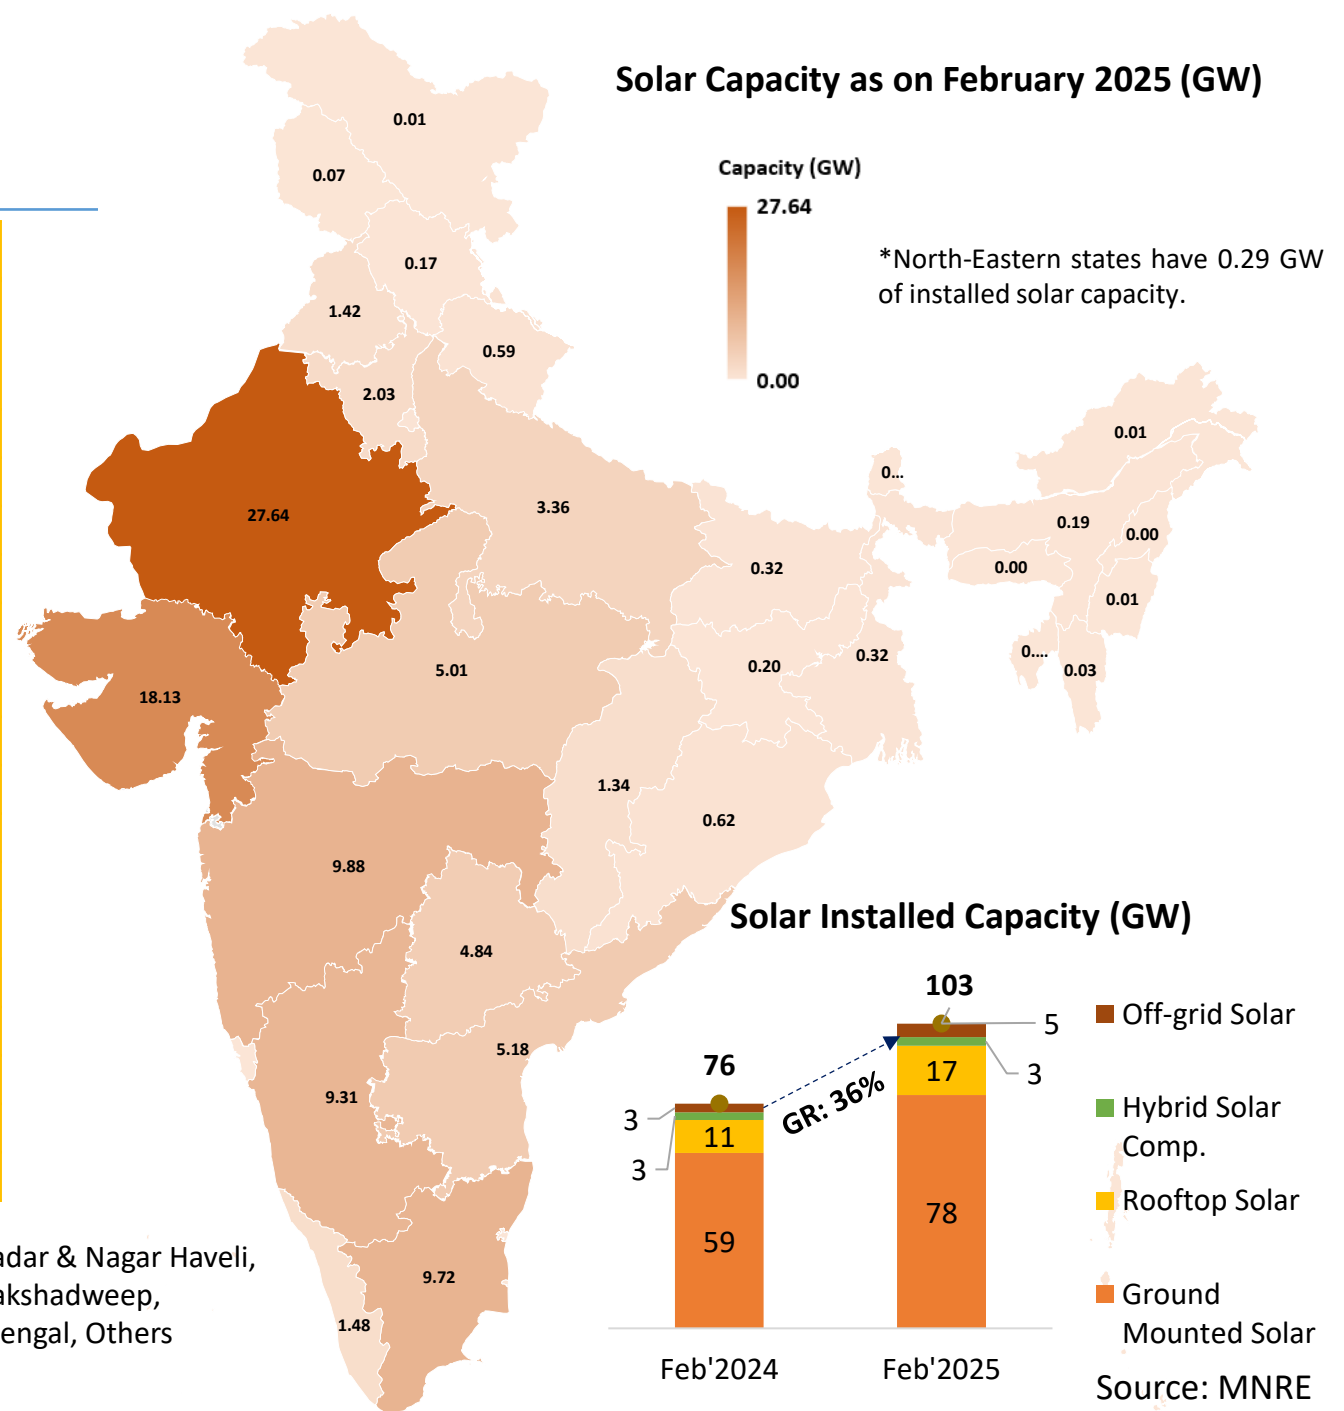 Solar Capacity as on February 2025 (GW)
Capacity (GW)
27.64
0.00
*North-Eastern states have 0.29 GW
of installed solar capacity.
0.01
0.07
0.17
1.42
0.59
2.03
27.64
3.36
0.32
0...
0.01
0.19
0.00
0.00
0.01
0....
0.03
18.13
5.01
0.20
0.32
1.34
0.62
9.88
4.84
5.18
9.31
9.72
1.48
Solar Installed Capacity (GW)
76
3
3
11
59
GR: 36%
103
5
3
17
78
Feb'2024
Feb'2025
Off-grid Solar
Hybrid Solar
Comp.
Rooftop Solar
Ground
Mounted Solar
Source: MNRE
adar & Nagar Haveli,
akshadweep,
engal, Others